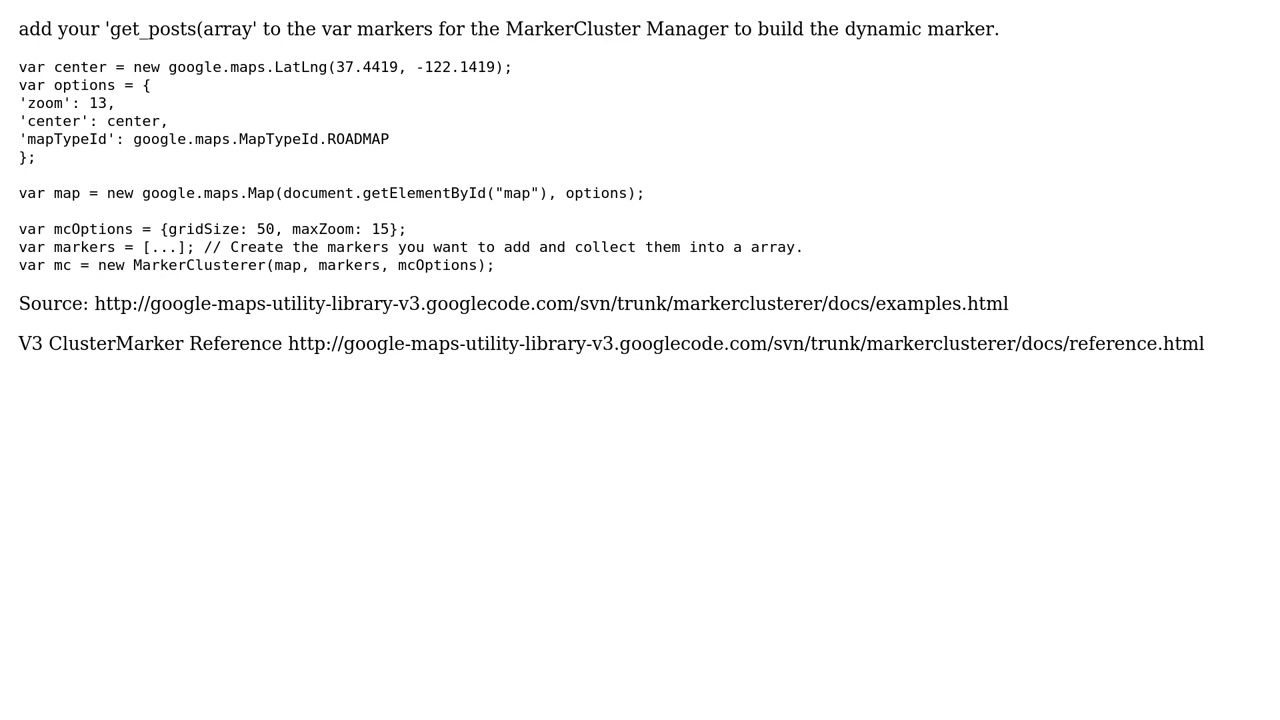 add your 'get_posts(array' to the var markers for the MarkerCluster Manager to build the dynamic marker.
var center = new google.maps.LatLng(37.4419, -122.1419);
var options = {
'zoom': 13,
'center': center,
'mapTypeId': google.maps.MapTypeId.ROADMAP
};
var map = new google.maps.Map(document.getElementById("map"), options);
var mcOptions = {gridSize: 50, maxZoom: 15};
var markers = [...]; // Create the markers you want to add and collect them into a array.
var mc = new MarkerClusterer(map, markers, mcOptions);
Source: http://google-maps-utility-library-v3.googlecode.com/svn/trunk/markerclusterer/docs/examples.html
V3 ClusterMarker Reference http://google-maps-utility-library-v3.googlecode.com/svn/trunk/markerclusterer/docs/reference.html